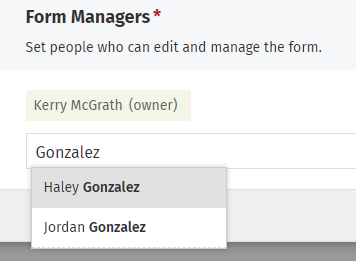 Form Managers*
Set people who can edit and manage the form.
Kerry McGrath (owner)
Gonzalez
Haley Gonzalez
Jordan Gonzalez